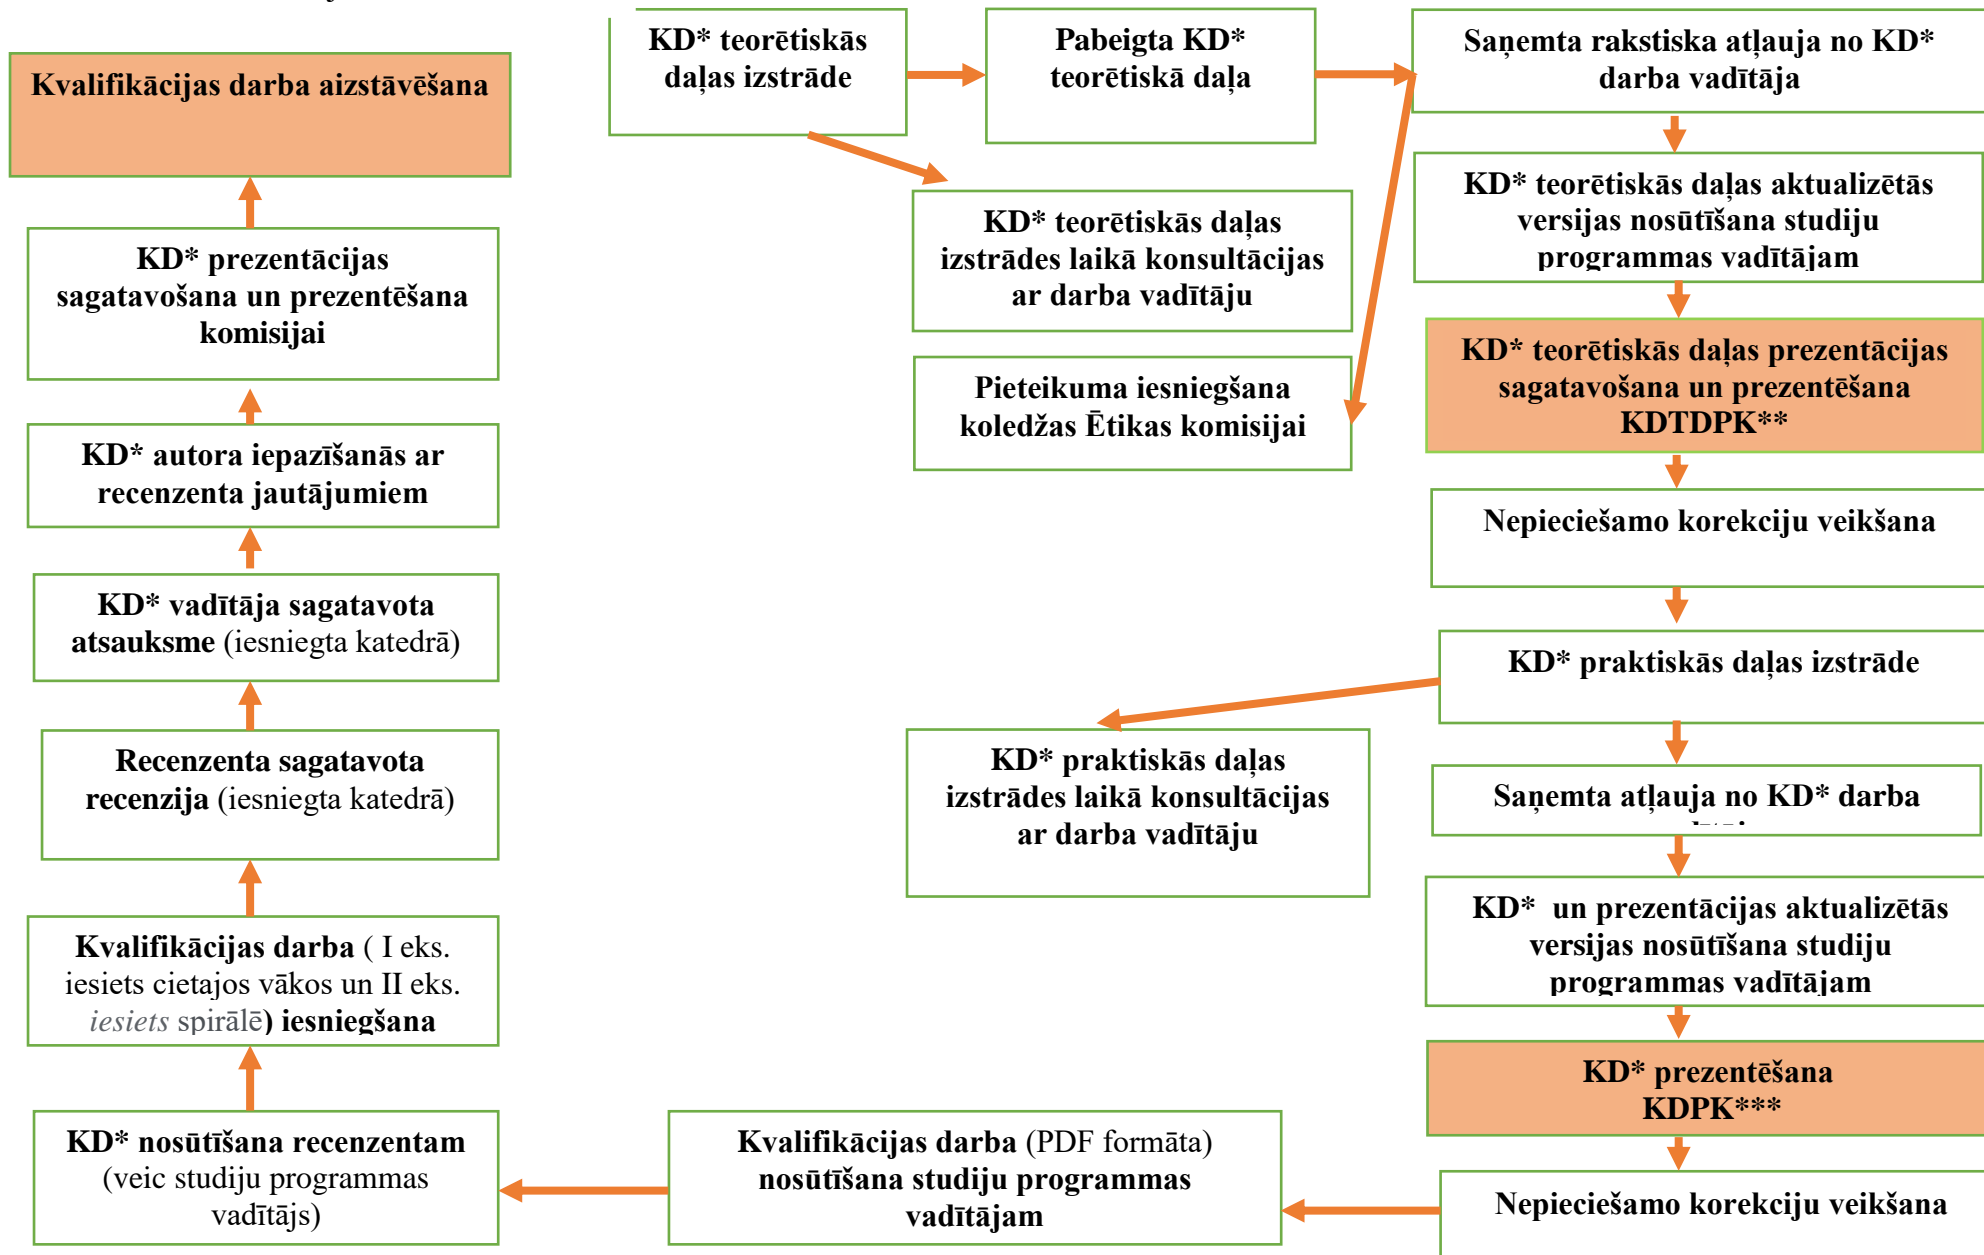 KD* teorētiskās
daļas izstrāde
Pabeigta KD*
teorētiskā daļa
Saņemta rakstiska atļauja no KD*
darba vadītāja
KD* teorētiskās daļas
izstrādes laikā konsultācijas
ar darba vadītāju
Pieteikuma iesniegšana
koledžas Ētikas komisijai
KD* teorētiskās daļas aktualizētās
versijas nosūtīšana studiju
programmas vadītājam
KD* teorētiskās daļas prezentācijas
sagatavošana un prezentēšana
KDTDPK**
Nepieciešamo korekciju veikšana
KD* praktiskās daļas izstrāde
KD* praktiskās daļas
izstrādes laikā konsultācijas
ar darba vadītāju
Saņemta atļauja no KD* darba
KD* un prezentācijas aktualizētās
versijas nosūtīšana studiju
programmas vadītājam
KD* prezentēšana
KDPK***
Nepieciešamo korekciju veikšana
Kvalifikācijas darba (PDF formāta)
nosūtīšana studiju programmas
vadītājam
KD* nosūtīšana recenzentam
(veic studiju programmas
vadītājs)
Kvalifikācijas darba ( I eks.
iesiets cietajos vākos un II eks.
iesiets spirālē) iesniegšana
Recenzenta sagatavota
recenzija (iesniegta katedrā)
KD* vadītāja sagatavota
atsauksme (iesniegta katedrā)
KD* autora iepazīšanās ar
recenzenta jautājumiem
KD* prezentācijas
sagatavošana un prezentēšana
komisijai
Kvalifikācijas darba aizstāvēšana